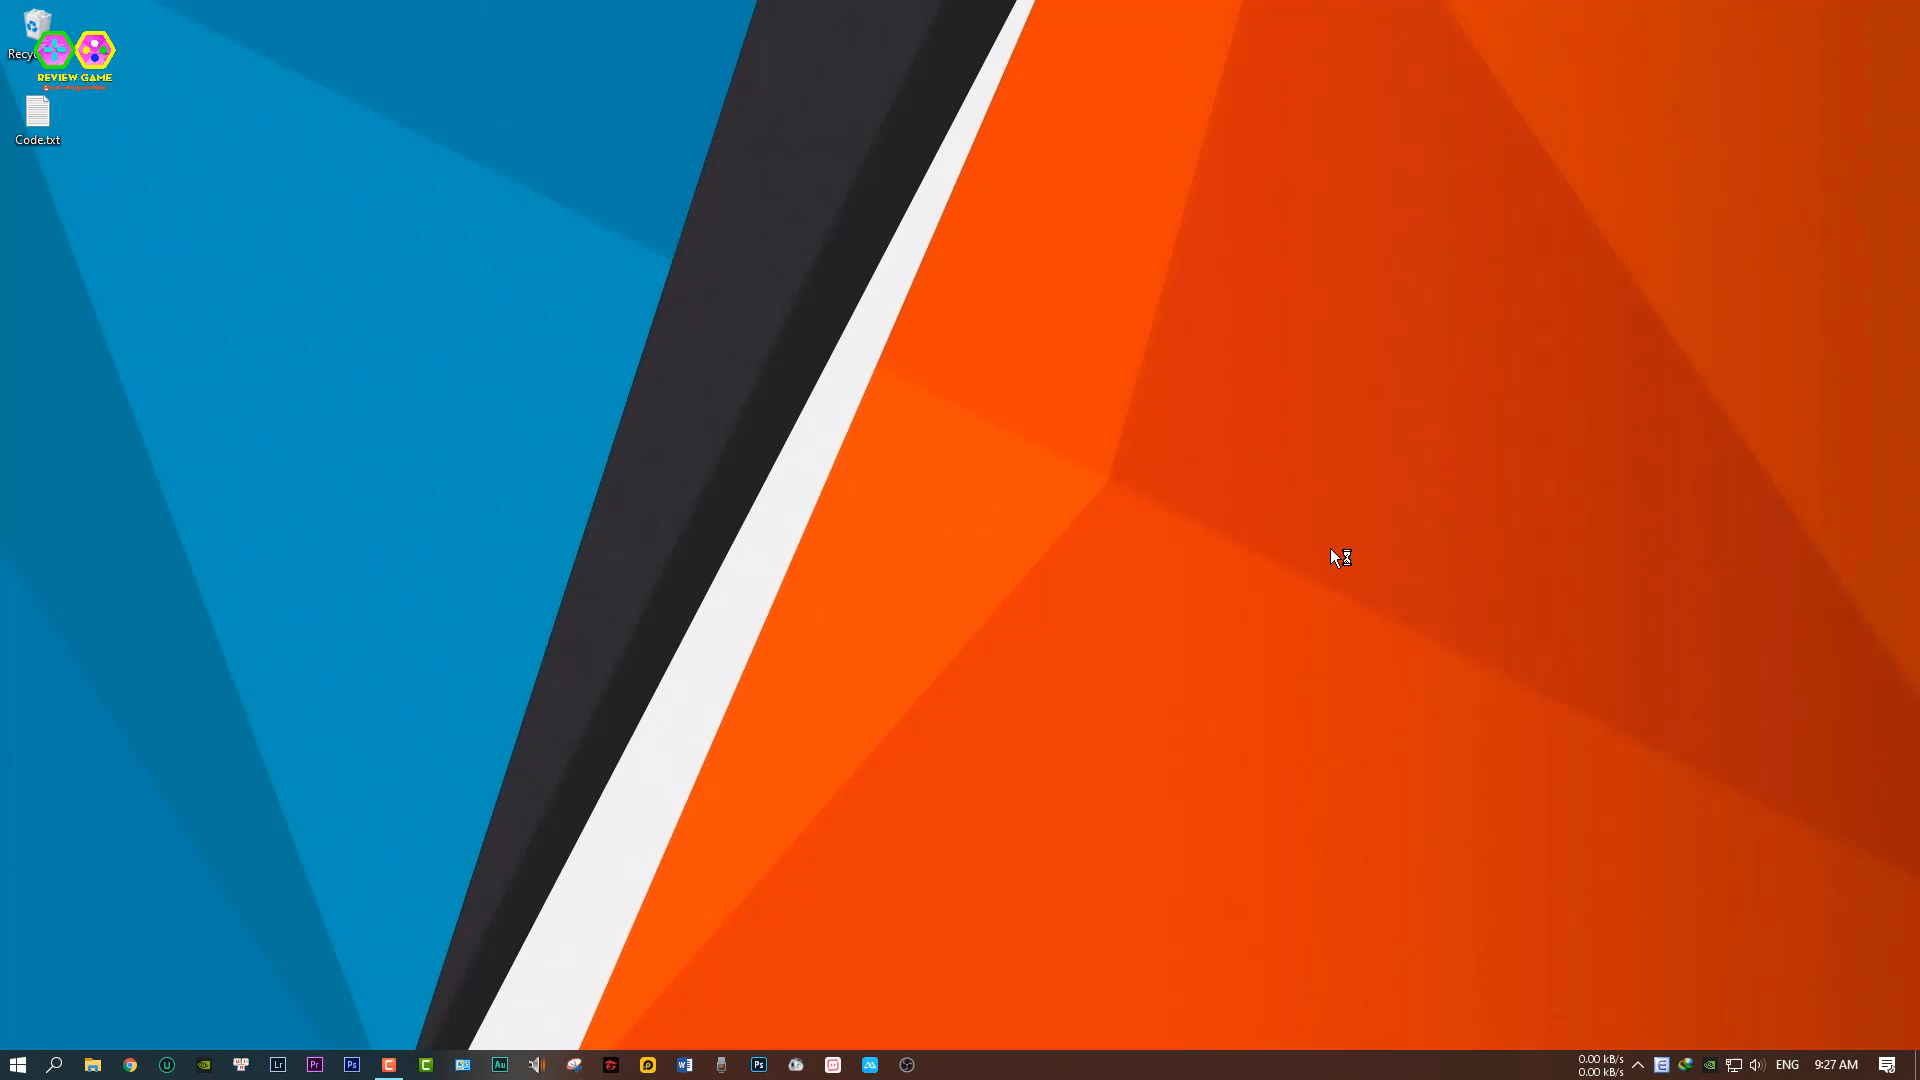 REVIEW GAME
Code.txt
Lr
Pr
Ps
Au
Ps
0.00 kB/s
0.00 kB/s
ENG
9:27 AM